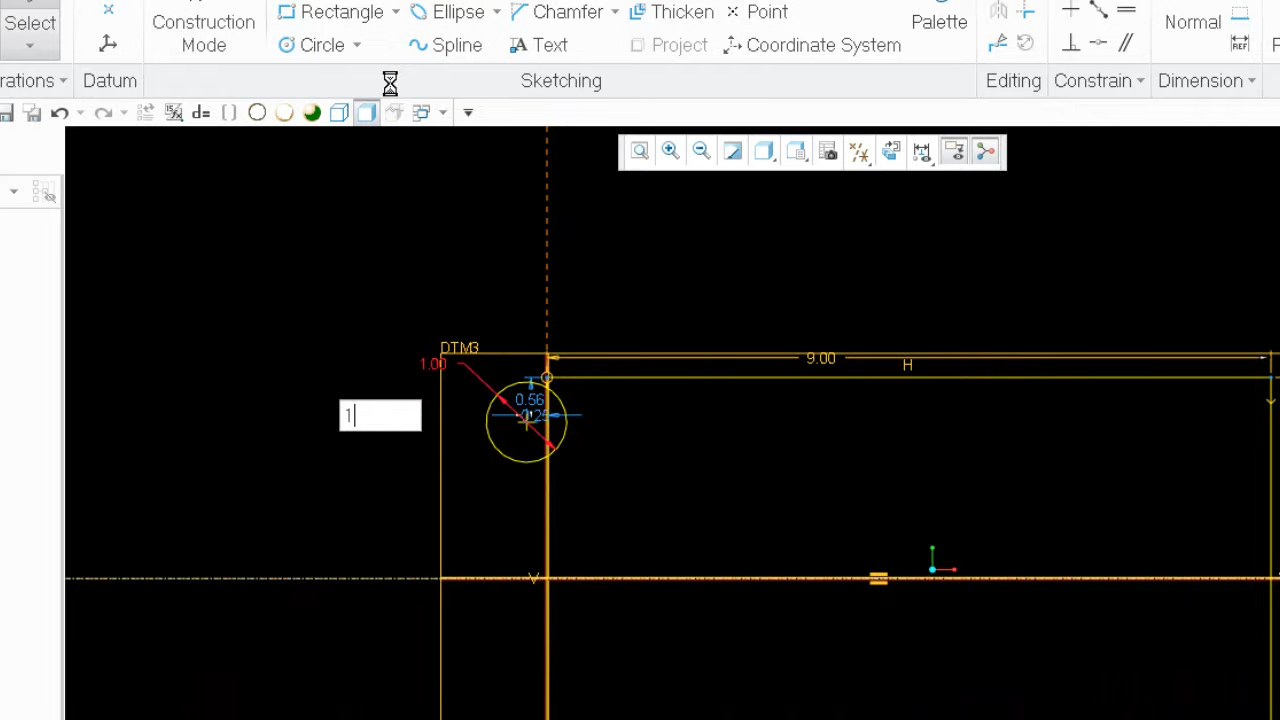 Rectangle Ellipse Chamfer Thicken Point
Select Construction Mode Palette Normal
Circle Spline Text Project Coordinate System
REF
rations Datum Sketching Editing Constrain Dimension
d=
DTM3
1.00
9.00
H
0.56
1
V